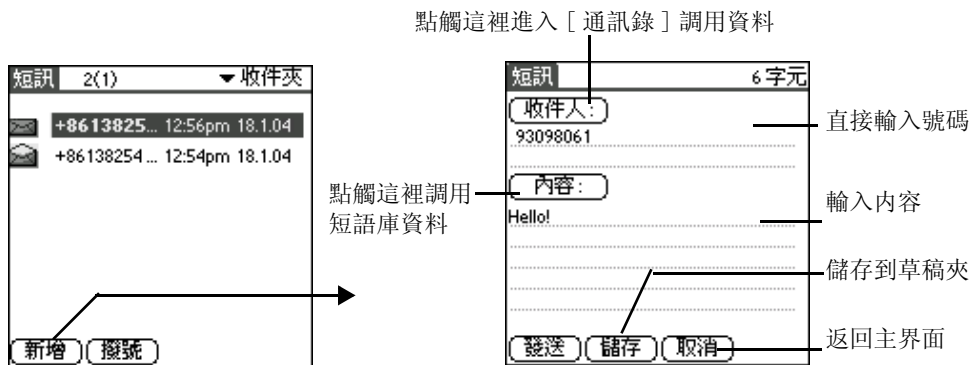 點觸這裡進入［通訊錄］調用資料
短訊 2(1) 收件夾
+8613825... 12:56pm 18.1.04
+86138254... 12:54pm 18.1.04
新增 撥號
點觸這裡調用
短語庫資料
短訊 6字元
收件人:
93098061
內容:
Hello!
發送 儲存 取消
直接輸入號碼
輸入內容
儲存到草稿夾
返回主界面